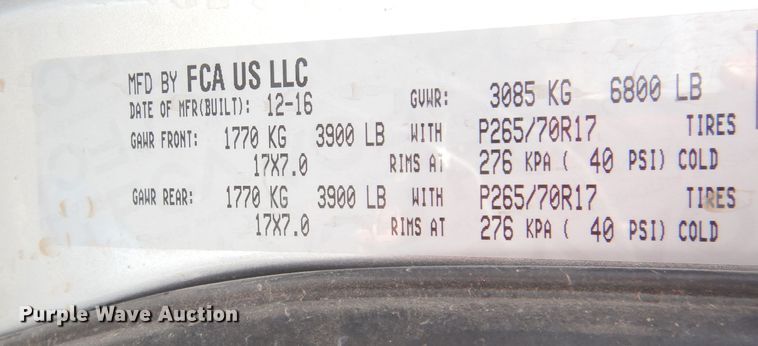 MFD BY FCA US LLC
DATE OF MFR(BUILT): 12-16 GVWR: 3085 KG 6800 LB
GAWR FRONT: 1770 KG 3900 LB WITH P265/70R17 TIRES
17X7.0 RIMS AT 276 KPA ( 40 PSI) COLD
GAWR REAR: 1770 KG 3900 LB WITH P265/70R17 TIRES
17X7.0 RIMS AT 276 KPA ( 40 PSI) COLD
Purple Wave Auction